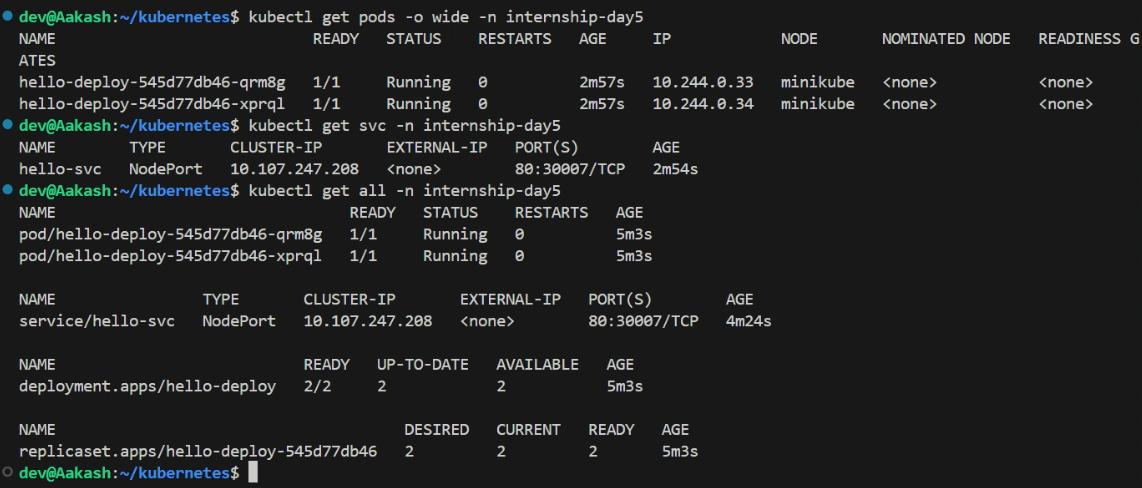 dev@Aakash:~/kubernetes$ kubectl get pods -o wide -n internship-day5
NAME                            READY   STATUS    RESTARTS   AGE     IP            NODE       NOMINATED NODE   READINESS G
ATES
hello-deploy-545d77db46-qrm8g   1/1     Running   0          2m57s   10.244.0.33   minikube   <none>           <none>
hello-deploy-545d77db46-xprql   1/1     Running   0          2m57s   10.244.0.34   minikube   <none>           <none>
dev@Aakash:~/kubernetes$ kubectl get svc -n internship-day5
NAME        TYPE       CLUSTER-IP       EXTERNAL-IP   PORT(S)        AGE
hello-svc   NodePort   10.107.247.208   <none>        80:30007/TCP   2m54s
dev@Aakash:~/kubernetes$ kubectl get all -n internship-day5
NAME                                READY   STATUS    RESTARTS   AGE
pod/hello-deploy-545d77db46-qrm8g   1/1     Running   0          5m3s
pod/hello-deploy-545d77db46-xprql   1/1     Running   0          5m3s
NAME                TYPE       CLUSTER-IP       EXTERNAL-IP   PORT(S)        AGE
service/hello-svc   NodePort   10.107.247.208   <none>        80:30007/TCP   4m24s
NAME                           READY   UP-TO-DATE   AVAILABLE   AGE
deployment.apps/hello-deploy   2/2     2            2           5m3s
NAME                                      DESIRED   CURRENT   READY   AGE
replicaset.apps/hello-deploy-545d77db46   2         2         2       5m3s
dev@Aakash:~/kubernetes$